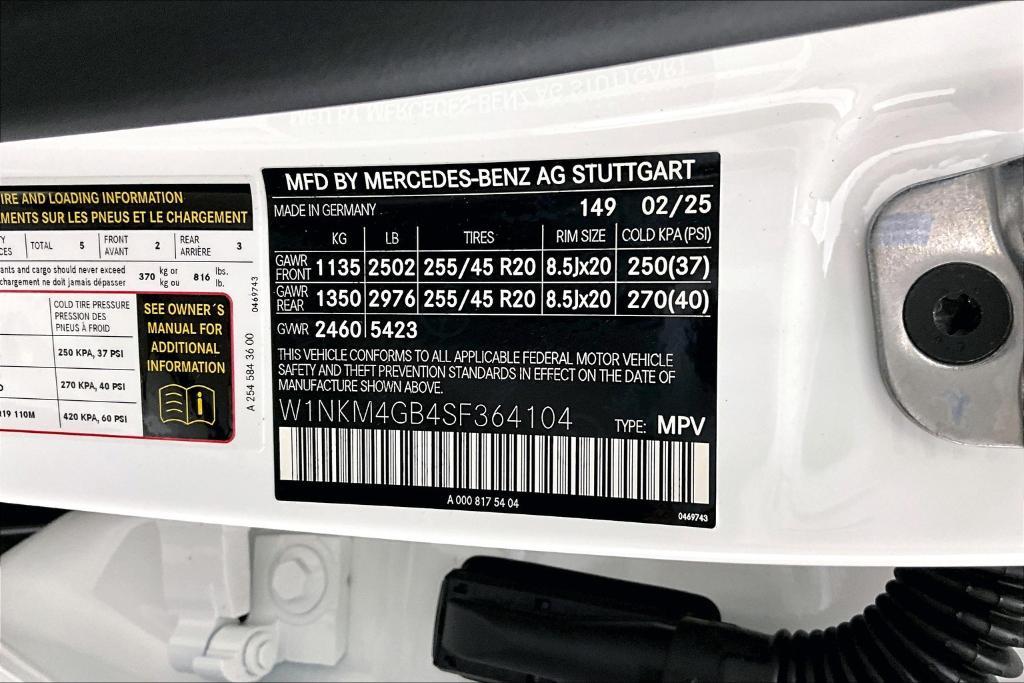 MFD BY MERCEDES-BENZ AG STUTTGART
MADE IN GERMANY 149 02/25
KG LB TIRES RIM SIZE COLD KPA(PSI)
GAWR FRONT 1135 2502 255/45 R20 8.5Jx20 250(37)
GAWR REAR 1350 2976 255/45 R20 8.5Jx20 270(40)
GVWR 2460 5423
THIS VEHICLE CONFORMS TO ALL APPLICABLE FEDERAL MOTOR VEHICLE
SAFETY AND THEFT PREVENTION STANDARDS IN EFFECT ON THE DATE OF
MANUFACTURE SHOWN ABOVE.
W1NKM4GB4SF364104 TYPE: MPV
A 000 817 54 04
0469743
AND LOADING INFORMATION
SUR LES PNEUS ET LE CHARGEMENT
TOTAL 5 FRONT AVANT 2 REAR ARRIÈRE 3
and cargo should never exceed 370 kg or 816 lbs.
chargement ne doit jamais dépasser kg ou lb.
COLD TIRE PRESSURE
PRESSION DES
PNEUS À FROID
250 KPA, 37 PSI
270 KPA, 40 PSI
110M 420 KPA, 60 PSI
SEE OWNER´S
MANUAL FOR
ADDITIONAL
INFORMATION
i
A 254 584 36 00
0469743